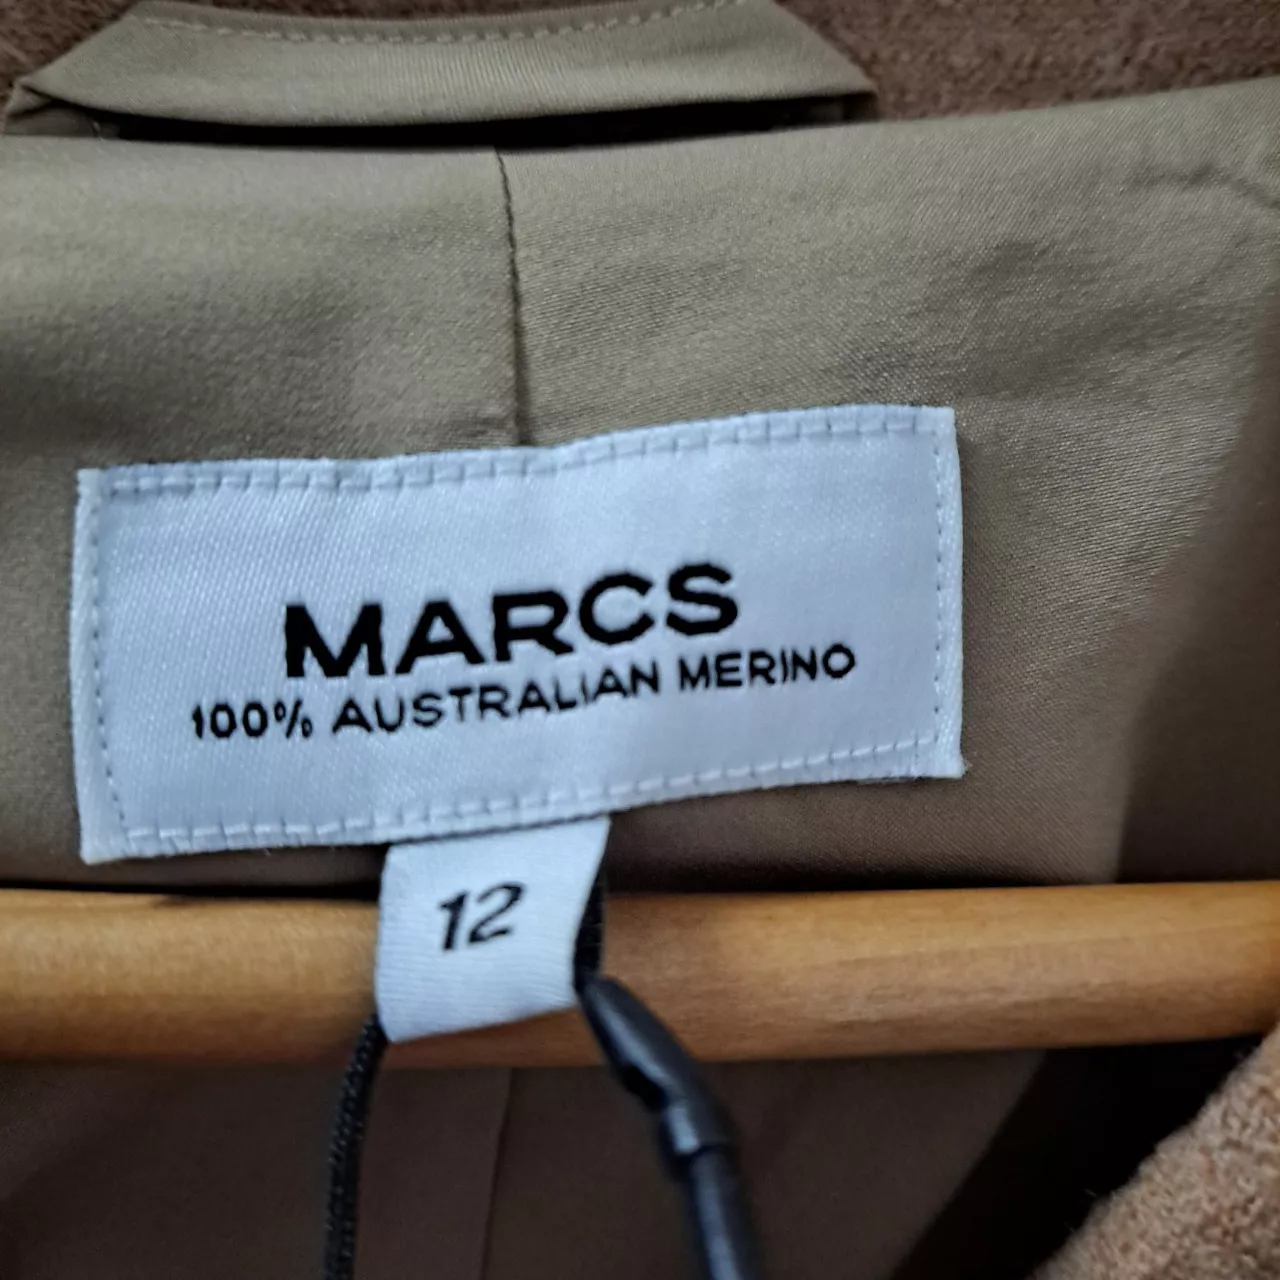 MARCS
100% AUSTRALIAN MERINO
12